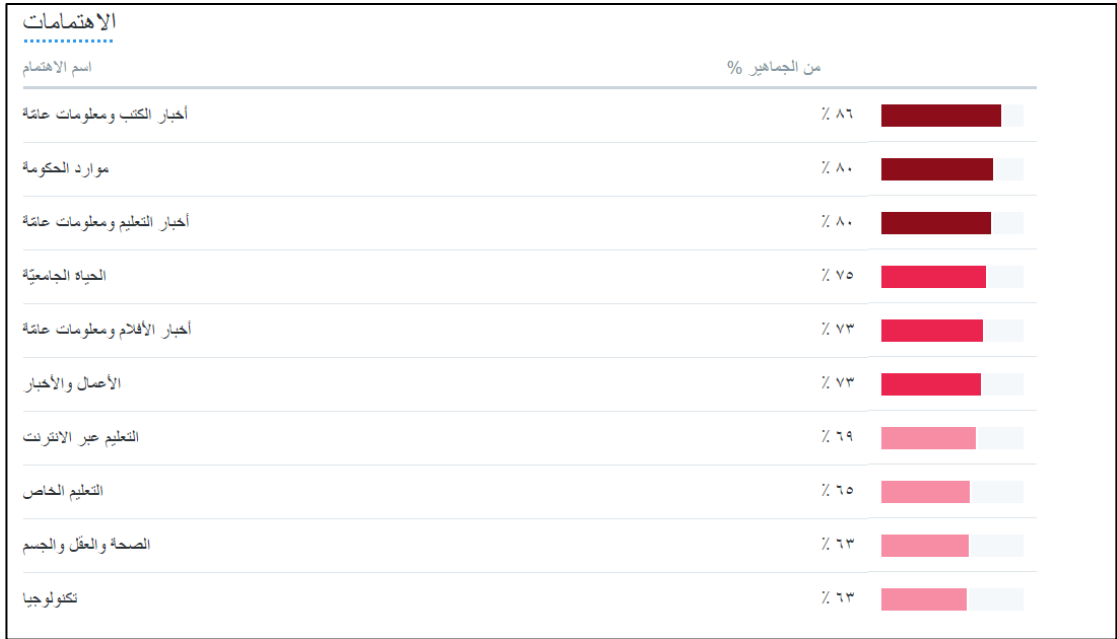 الاهتمامات
اسم الاهتمام من الجماهير %
أخبار الكتب ومعلومات عامّة ٨٦ ٪
موارد الحكومة ٨٠ ٪
أخبار التعليم ومعلومات عامّة ٨٠ ٪
الحياة الجامعيّة ٧٥ ٪
أخبار الأفلام ومعلومات عامّة ٧٣ ٪
الأعمال والأخبار ٧٣ ٪
التعليم عبر الانترنت ٦٩ ٪
التعليم الخاص ٦٥ ٪
الصحة والعقل والجسم ٦٣ ٪
تكنولوجيا ٦٣ ٪